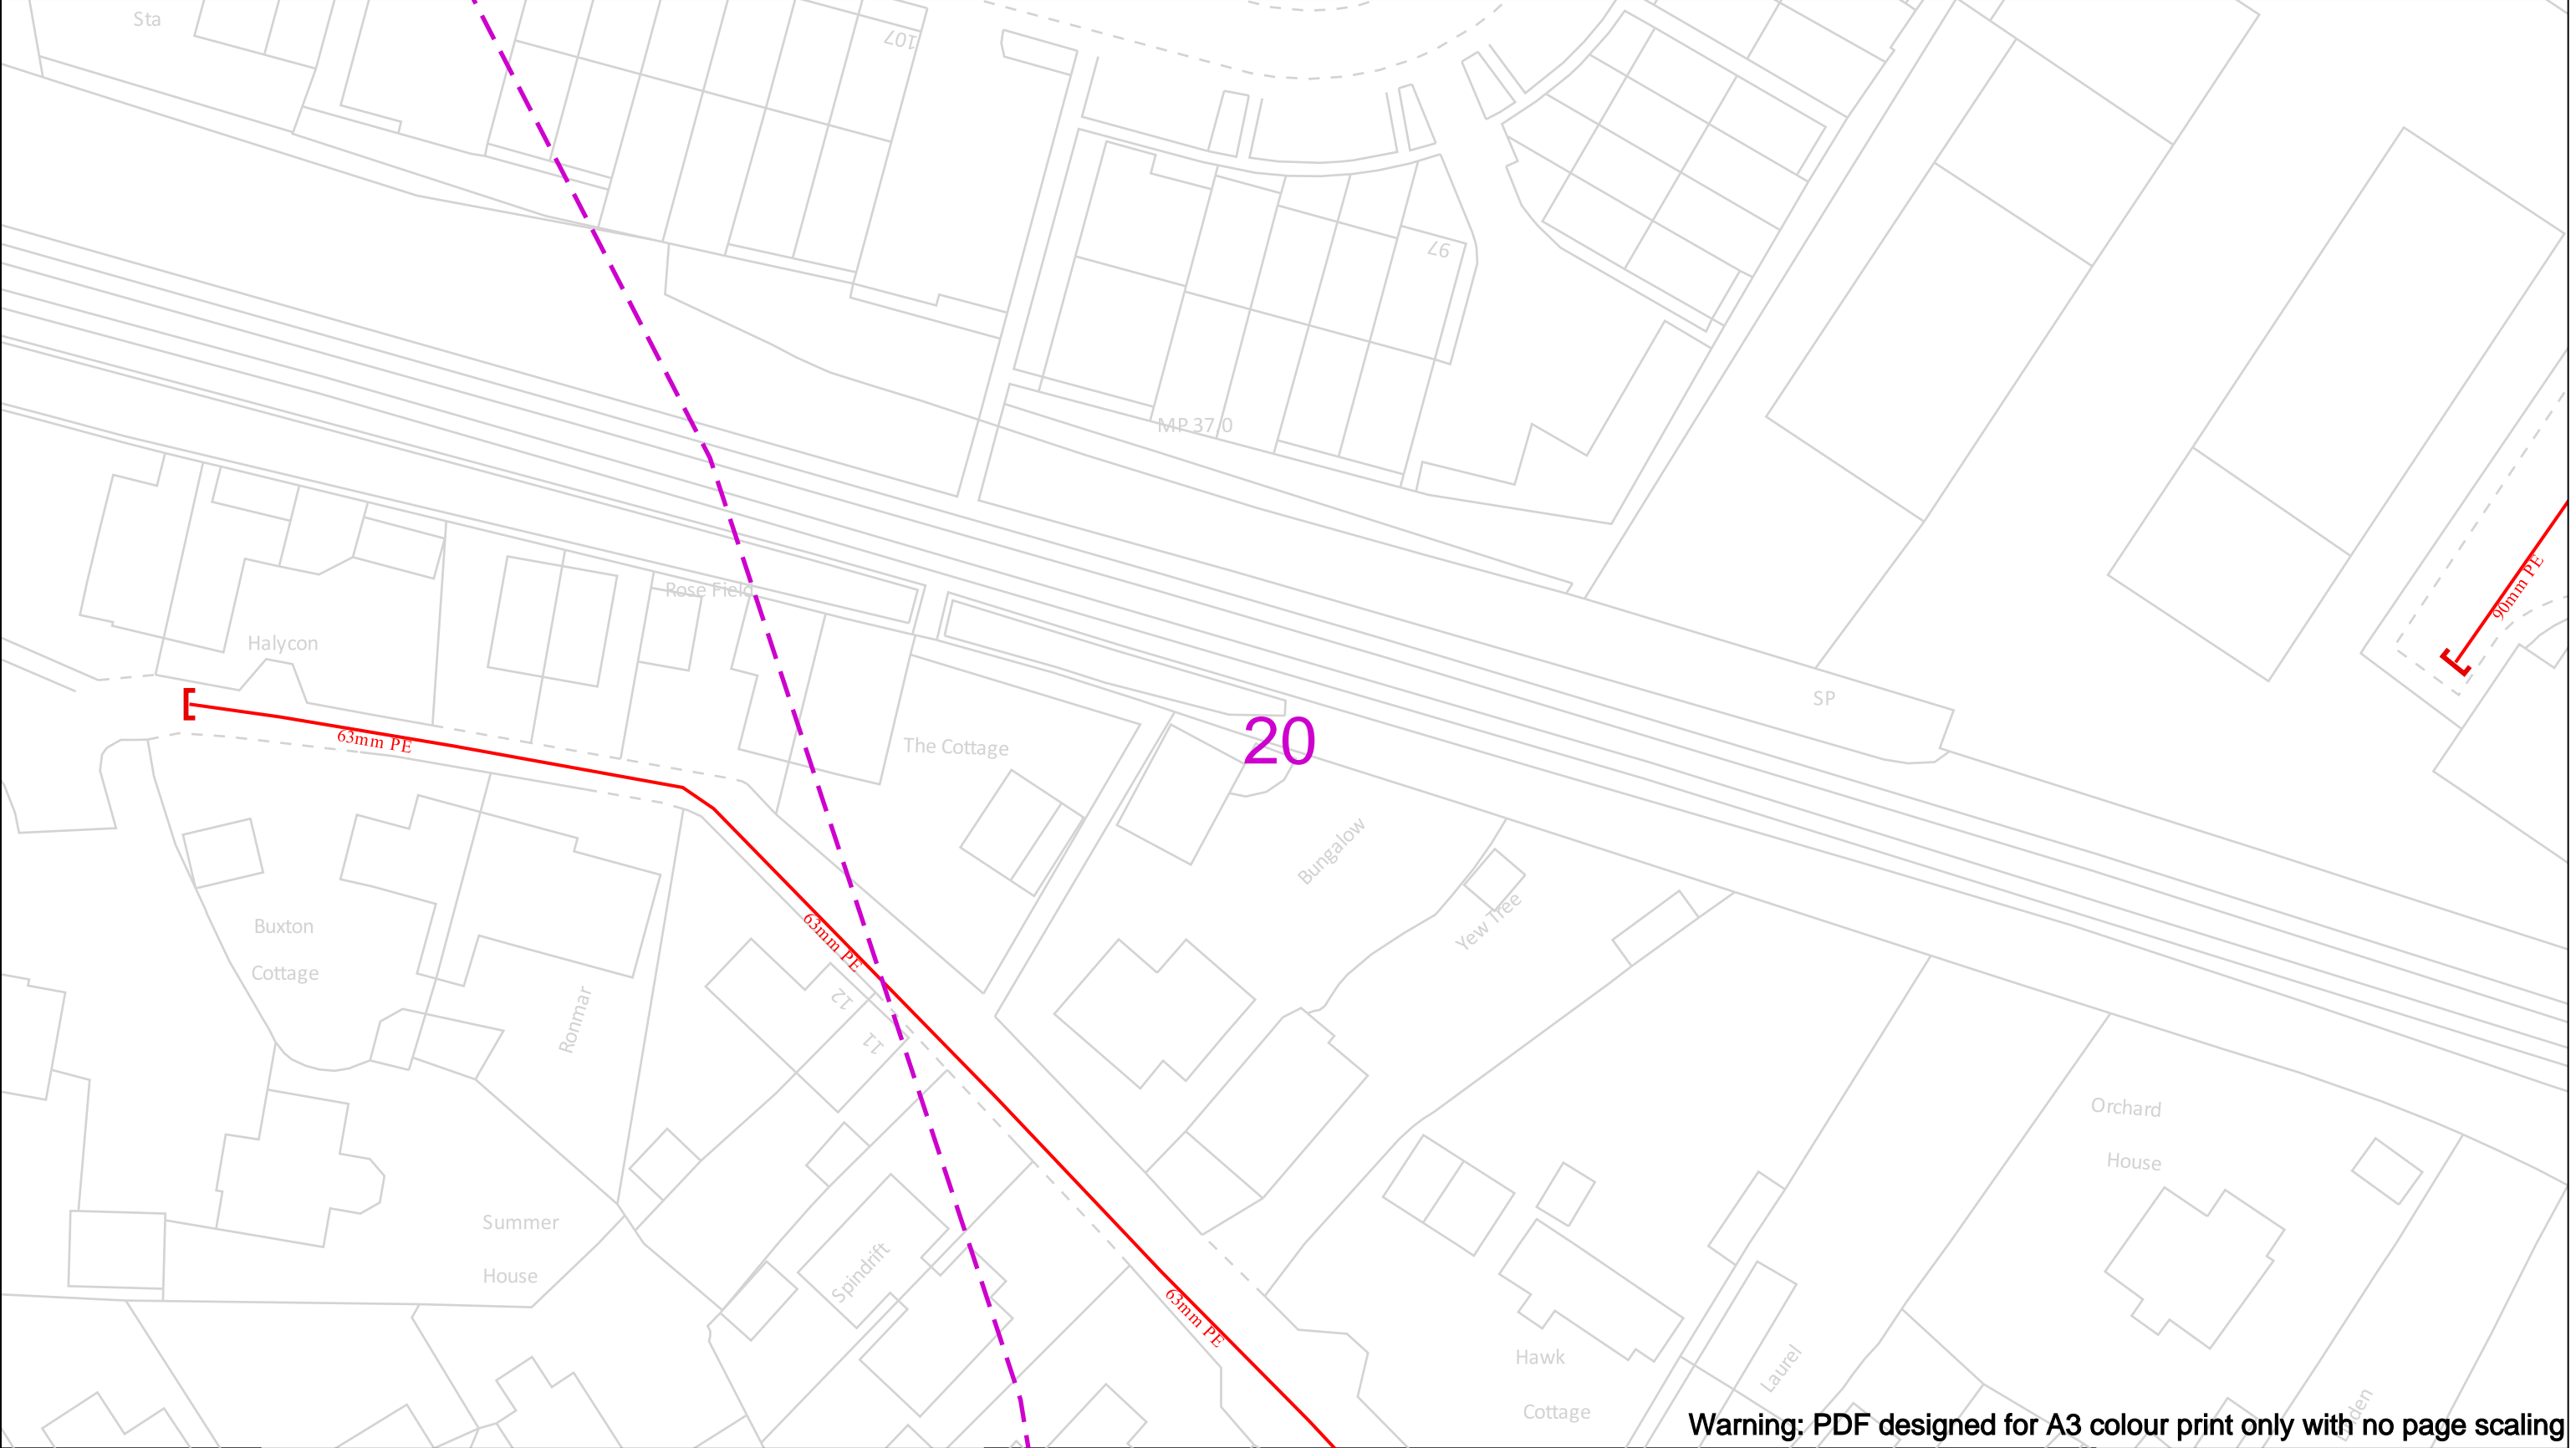 Sta
107
97
MP 37.0
Rose Field
Halycon
90mm PE
SP
63mm PE
The Cottage
20
Bungalow
Yew Tree
63mm PE
Buxton
Cottage
Ronmar
12
11
Orchard
House
Summer
House
Spindrift
63mm PE
Hawk
Cottage
Laurel
Warning: PDF designed for A3 colour print only with no page scaling